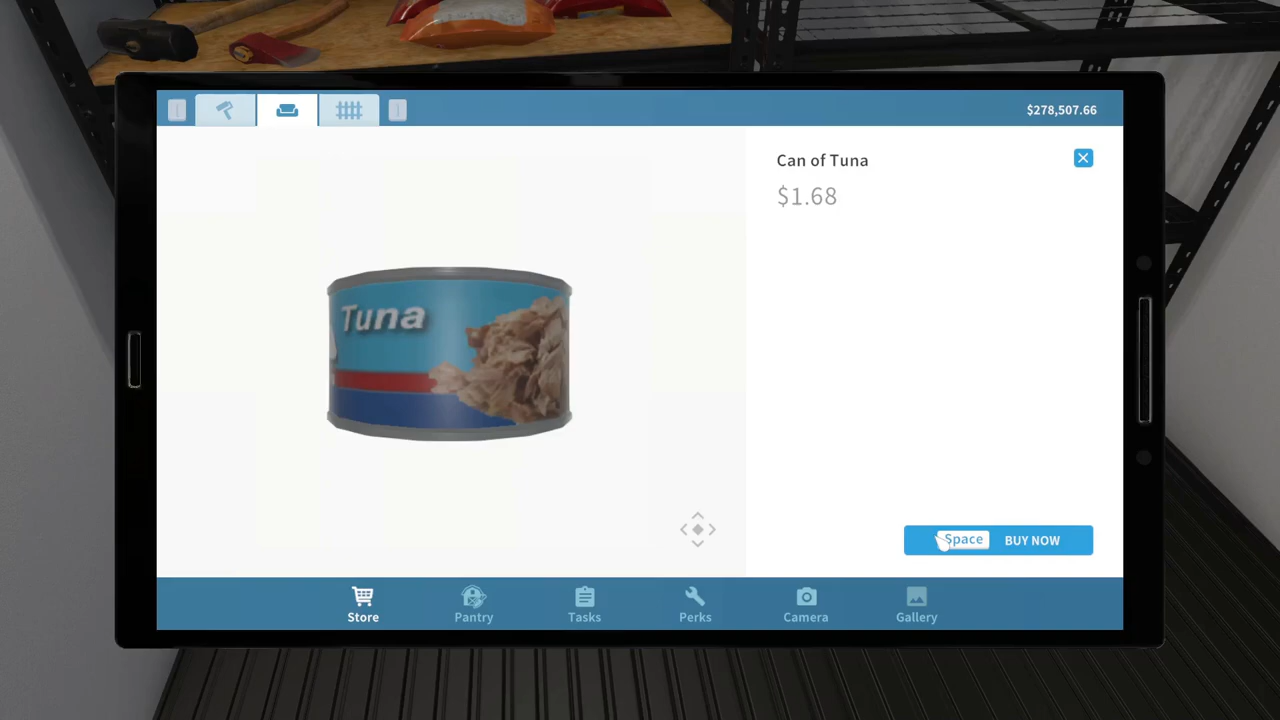 $278,507.66
Can of Tuna
$1.68
Tuna
Space BUY NOW
Store
Pantry
Tasks
Perks
Camera
Gallery